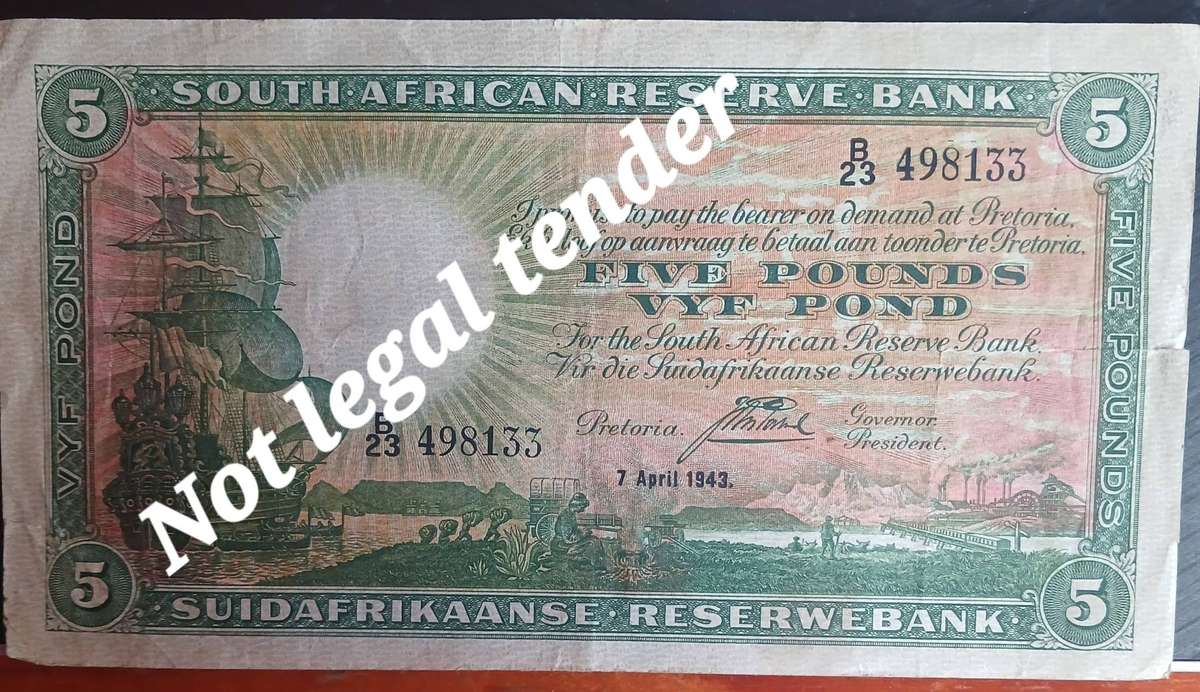 SOUTH·AFRICAN·RESERVE·BANK
5
5
B/23 498133
to pay the bearer on demand at Pretoria.
op aanvraag te betaal aan toonder te Pretoria.
FIVE POUNDS
VYF POND
For the South African Reserve Bank.
Vir die Suidafrikaanse Reserwebank.
Pretoria.
Governor.
President.
B/23 498133
7 April 1943.
VYF POND
FIVE POUNDS
Not legal tender
5
5
SUIDAFRIKAANSE·RESERWEBANK